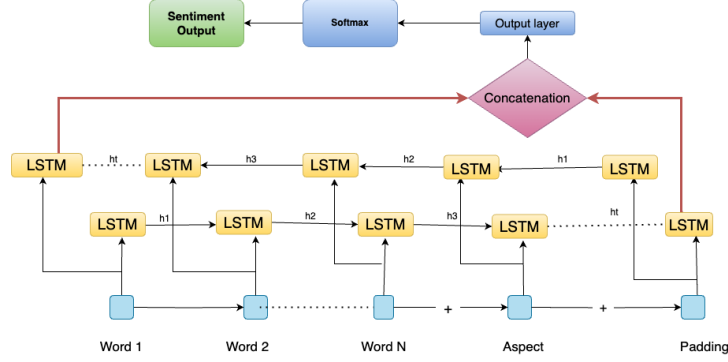 Sentiment
Output
Softmax
Output layer
Concatenation
LSTM ht LSTM h3 LSTM h2 LSTM h1 LSTM
LSTM h1 LSTM h2 LSTM h3 LSTM ht LSTM
+ +
Word 1 Word 2 Word N Aspect Padding